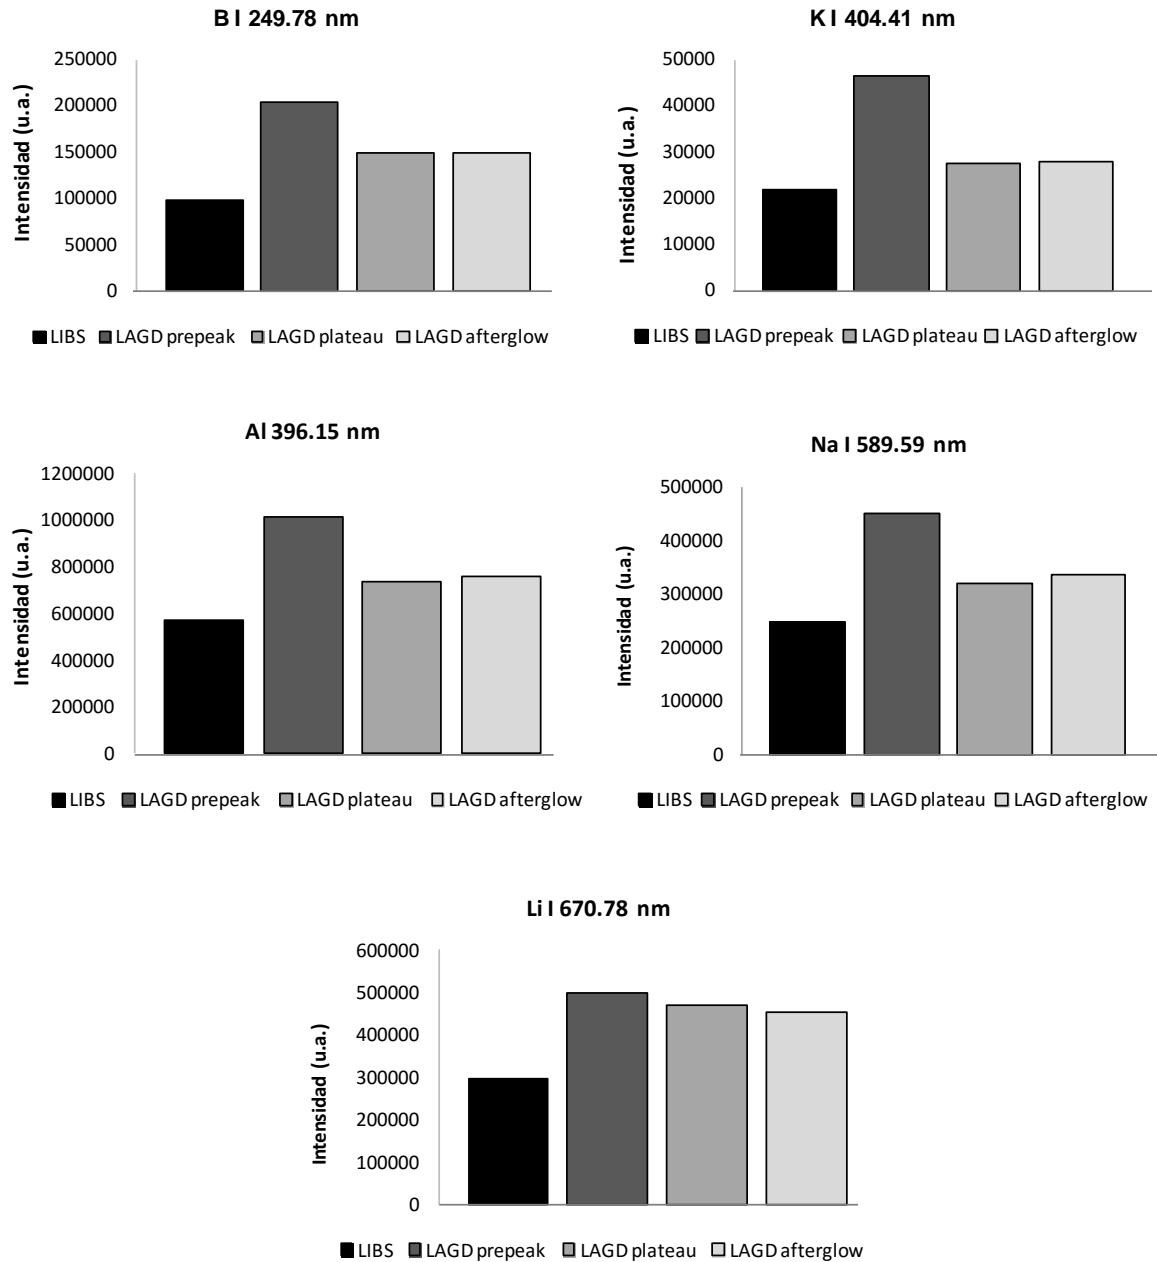 B I 249.78 nm
Intensidad (u.a.)
250000
200000
150000
100000
50000
0
LIBS LAGD prepeak LAGD plateau LAGD afterglow
K I 404.41 nm
Intensidad (u.a.)
50000
40000
30000
20000
10000
0
LIBS LAGD prepeak LAGD plateau LAGD afterglow
Al 396.15 nm
Intensidad (u.a.)
1200000
1000000
800000
600000
400000
200000
0
LIBS LAGD prepeak LAGD plateau LAGD afterglow
Na I 589.59 nm
Intensidad (u.a.)
500000
400000
300000
200000
100000
0
LIBS LAGD prepeak LAGD plateau LAGD afterglow
Li I 670.78 nm
Intensidad (u.a.)
600000
500000
400000
300000
200000
100000
0
LIBS LAGD prepeak LAGD plateau LAGD afterglow